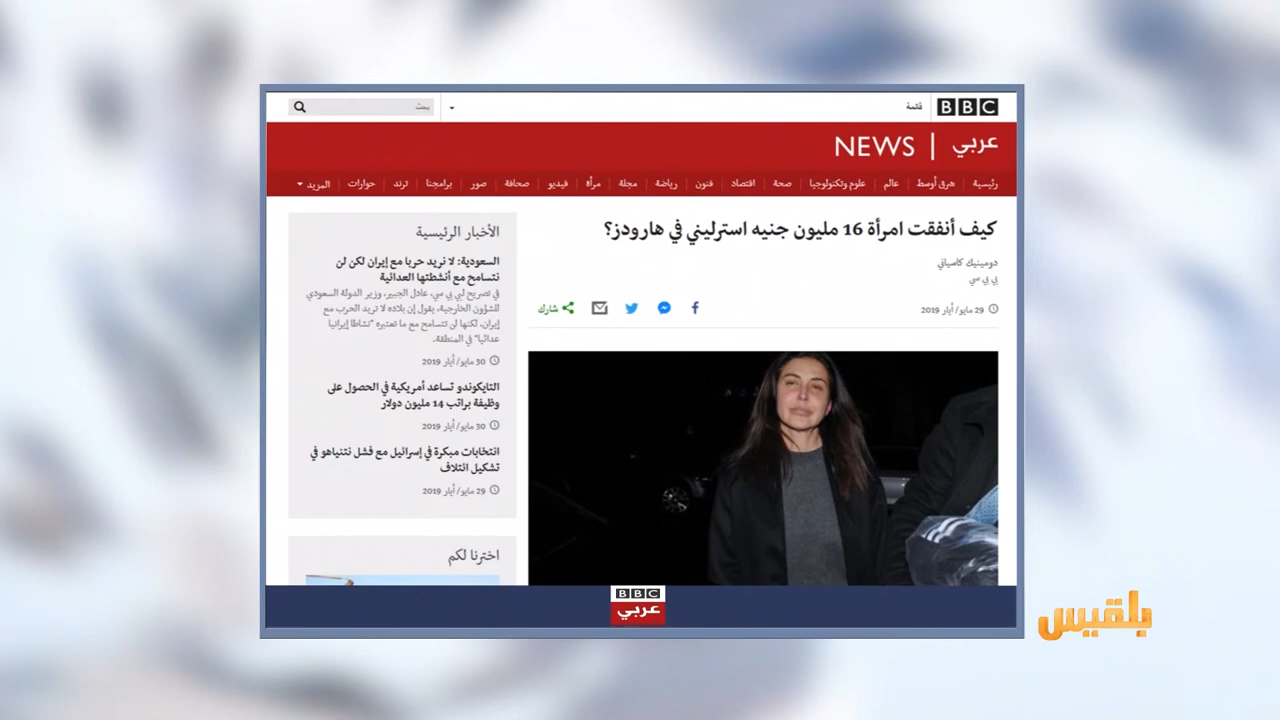 BBC
قائمة
بحث
عربي | NEWS
رئيسية
شرق أوسط
عالم
علوم وتكنولوجيا
صحة
اقتصاد
فنون
رياضة
مجلة
مرأة
فيديو
صحافة
صور
برامجنا
ترند
حوارات
المزيد
كيف أنفقت امرأة 16 مليون جنيه استرليني في هارودز؟
دومينيك كاسياني
بي بي سي
29 مايو/ أيار 2019
شارك
الأخبار الرئيسية
السعودية: لا نريد حربا مع إيران لكن لن
نتسامح مع أنشطتها العدائية
في تصريح لبي بي سي، عادل الجبير، وزير الدولة السعودي
للشؤون الخارجية، يقول إن بلاده لا تريد الحرب مع
إيران، لكنها لن تتسامح مع ما تعتبره "نشاطا إيرانيا
عدائيا" في المنطقة.
30 مايو/ أيار 2019
التايكوندو تساعد أمريكية في الحصول على
وظيفة براتب 14 مليون دولار
30 مايو/ أيار 2019
انتخابات مبكرة في إسرائيل مع فشل نتنياهو في
تشكيل ائتلاف
29 مايو/ أيار 2019
اخترنا لكم
BBC
عربي
بلقيس